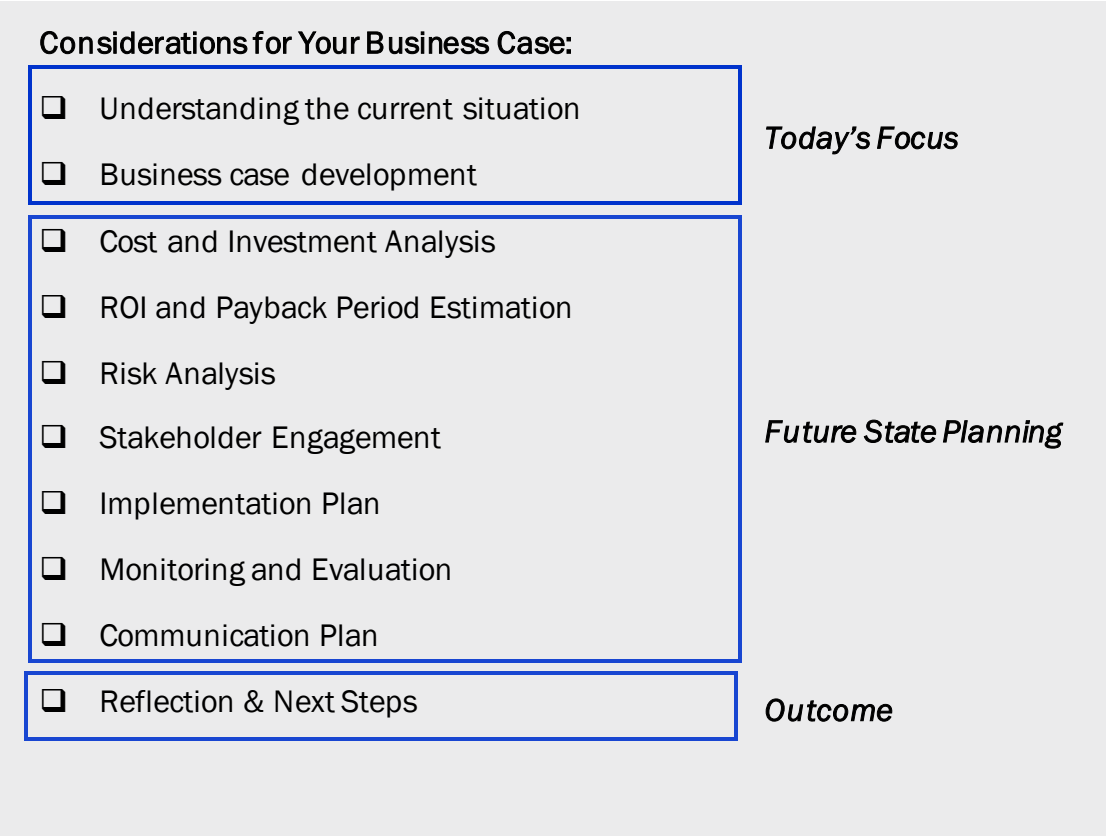 Considerations for Your Business Case:
❑ Understanding the current situation
❑ Business case development
Today's Focus
❑ Cost and Investment Analysis
❑ ROI and Payback Period Estimation
❑ Risk Analysis
❑ Stakeholder Engagement
❑ Implementation Plan
❑ Monitoring and Evaluation
❑ Communication Plan
Future State Planning
❑ Reflection & Next Steps
Outcome